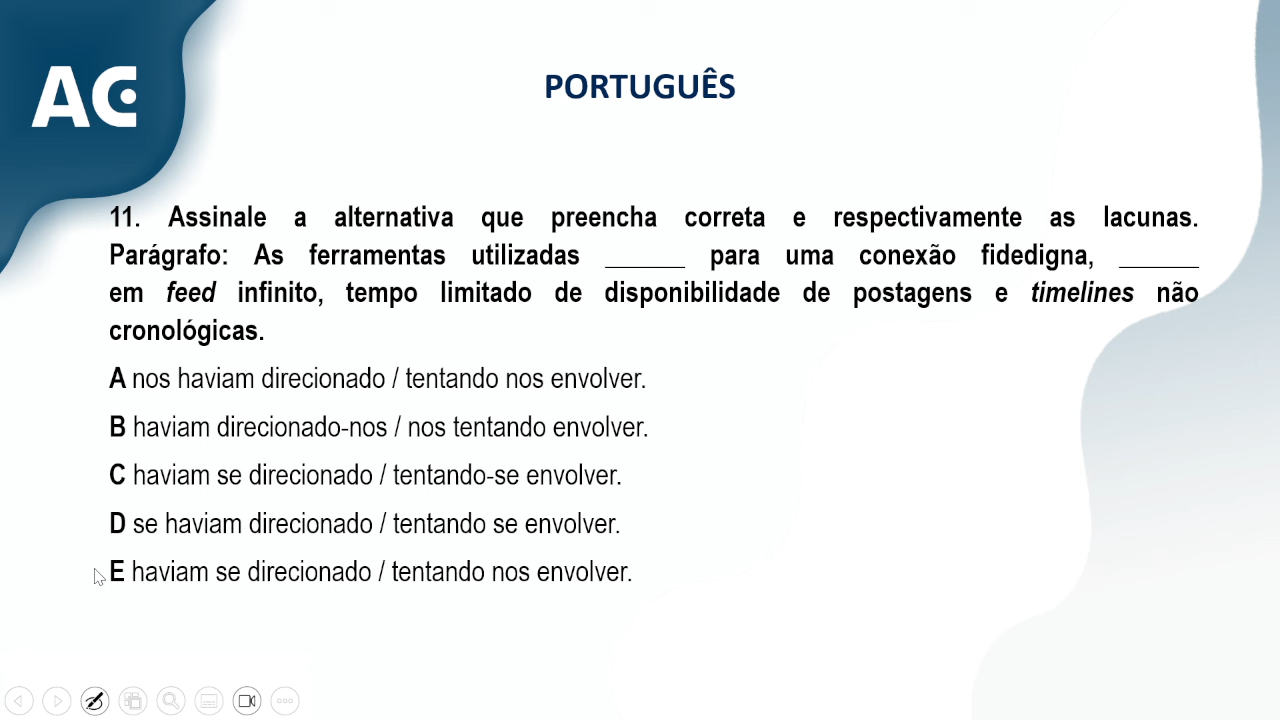 AC
PORTUGUÊS
11. Assinale a alternativa que preencha correta e respectivamente as lacunas.
Parágrafo: As ferramentas utilizadas ______ para uma conexão fidedigna, ______
em feed infinito, tempo limitado de disponibilidade de postagens e timelines não
cronológicas.
A nos haviam direcionado / tentando nos envolver.
B haviam direcionado-nos / nos tentando envolver.
C haviam se direcionado / tentando-se envolver.
D se haviam direcionado / tentando se envolver.
E haviam se direcionado / tentando nos envolver.